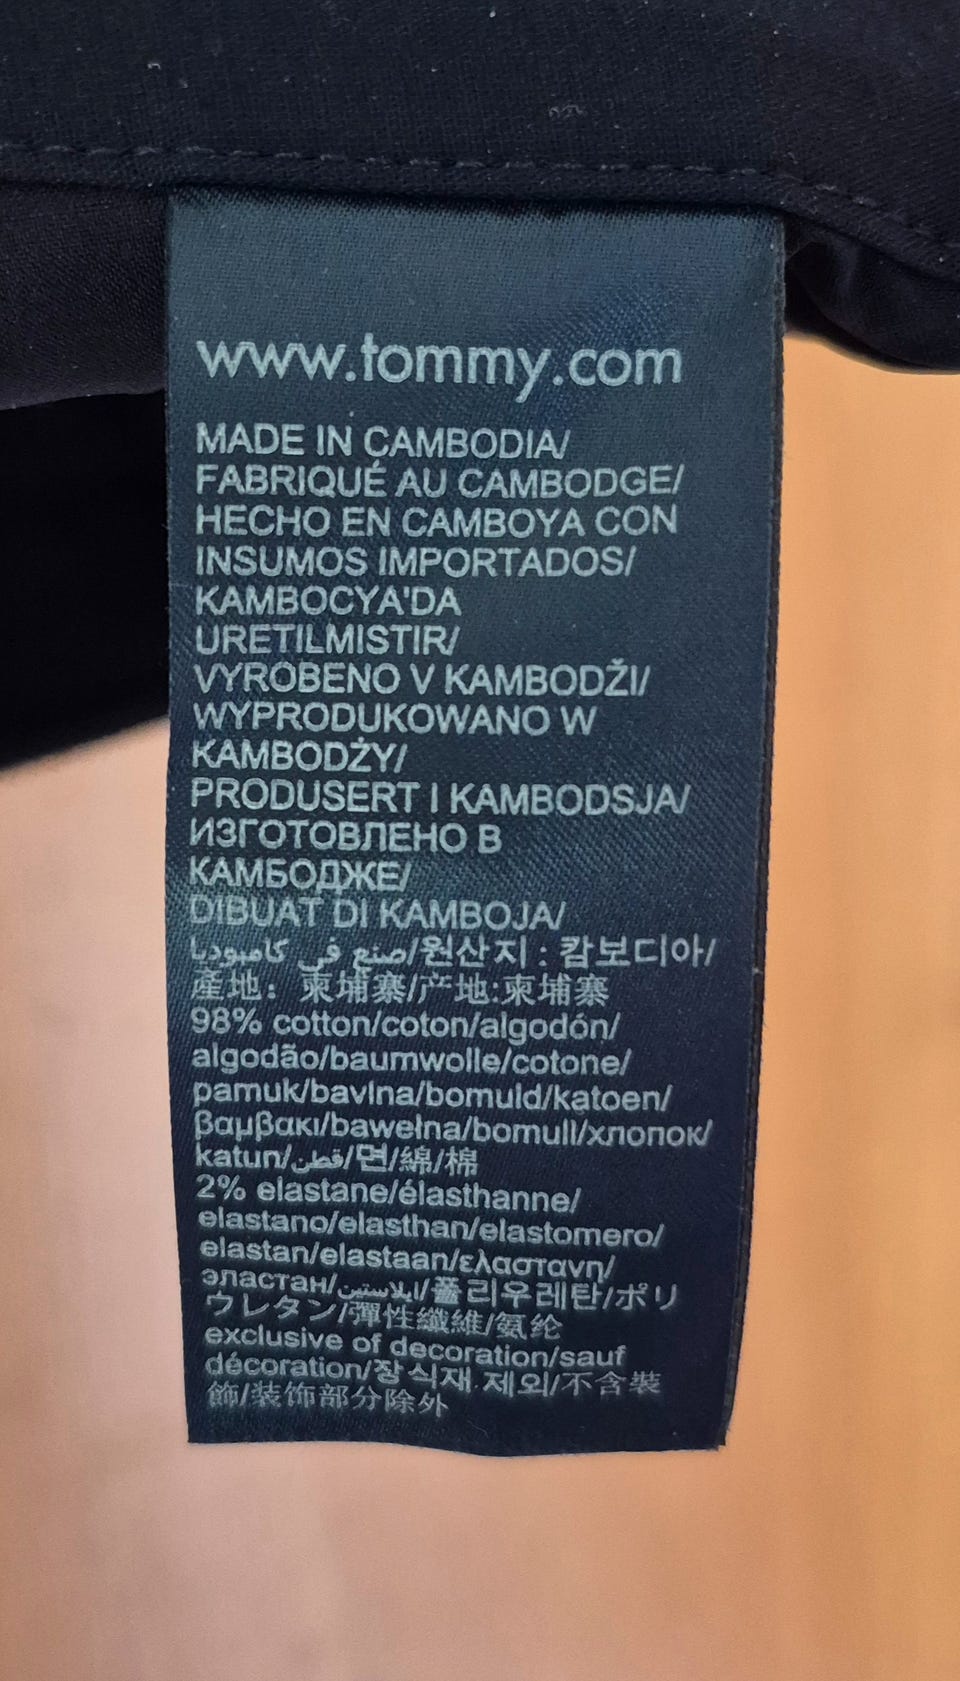 www.tommy.com
MADE IN CAMBODIA/
FABRIQUÉ AU CAMBODGE/
HECHO EN CAMBOYA CON
INSUMOS IMPORTADOS/
KAMBOCYA'DA
URETILMISTIR/
VYROBENO V KAMBODŽI/
WYPRODUKOWANO W
KAMBODŻY/
PRODUSERT I KAMBODSJA/
ИЗГОТОВЛЕНО В
КАМБОДЖЕ/
DIBUAT DI KAMBOJA/
صنع في كامبوديا/원산지 : 캄보디아/
產地：柬埔寨/产地:柬埔寨
98% cotton/coton/algodón/
algodão/baumwolle/cotone/
pamuk/bavlna/bomuld/katoen/
βαμβακι/bawełna/bomull/хлопок/
katun/قطن/면/綿/棉
2% elastane/élasthanne/
elastano/elasthan/elastomero/
elastan/elastaan/ελαστανη/
эластан/ايلاستين/폴리우레탄/ポリ
ウレタン/彈性纖維/氨纶
exclusive of decoration/sauf
décoration/장식재 제외/不含裝
飾/装饰部分除外